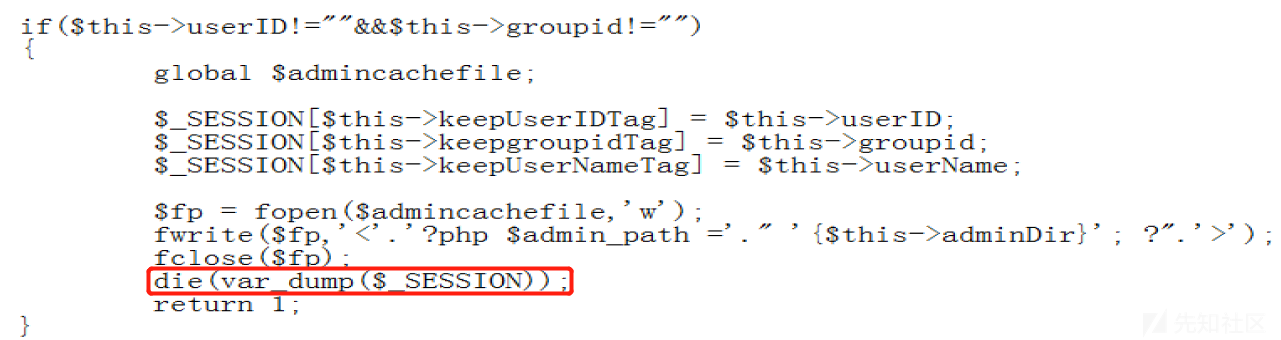 if($this->userID!=""&&$this->groupid!="")
{
global $admincachefile;
$_SESSION[$this->keepUserIDTag] = $this->userID;
$_SESSION[$this->keepgroupidTag] = $this->groupid;
$_SESSION[$this->keepUserNameTag] = $this->userName;
$fp = fopen($admincachefile,'w');
fwrite($fp,'<'.'?php $admin_path ='." '{$this->adminDir}'; ?".'>');
fclose($fp);
die(var_dump($_SESSION));
return 1;
}
先知社区